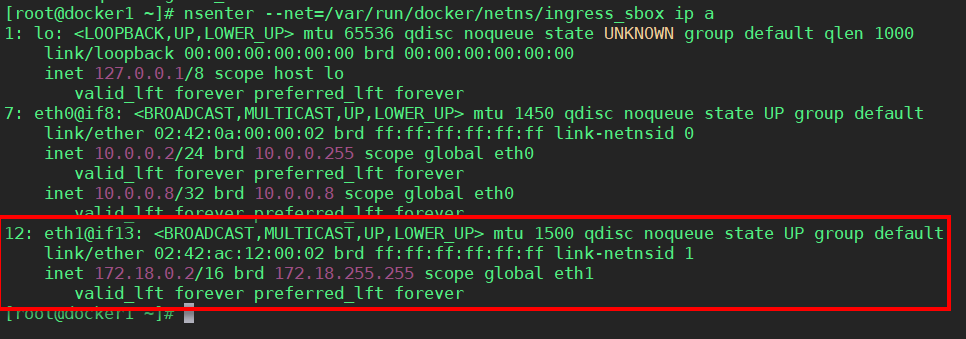 [root@docker1 ~]# nsenter --net=/var/run/docker/netns/ingress_sbox ip a
1: lo: <LOOPBACK,UP,LOWER_UP> mtu 65536 qdisc noqueue state UNKNOWN group default qlen 1000
    link/loopback 00:00:00:00:00:00 brd 00:00:00:00:00:00
    inet 127.0.0.1/8 scope host lo
       valid_lft forever preferred_lft forever
7: eth0@if8: <BROADCAST,MULTICAST,UP,LOWER_UP> mtu 1450 qdisc noqueue state UP group default
    link/ether 02:42:0a:00:00:02 brd ff:ff:ff:ff:ff:ff link-netnsid 0
    inet 10.0.0.2/24 brd 10.0.0.255 scope global eth0
       valid_lft forever preferred_lft forever
    inet 10.0.0.8/32 brd 10.0.0.8 scope global eth0
       valid_lft forever preferred_lft forever
12: eth1@if13: <BROADCAST,MULTICAST,UP,LOWER_UP> mtu 1500 qdisc noqueue state UP group default
    link/ether 02:42:ac:12:00:02 brd ff:ff:ff:ff:ff:ff link-netnsid 1
    inet 172.18.0.2/16 brd 172.18.255.255 scope global eth1
       valid_lft forever preferred_lft forever
[root@docker1 ~]#